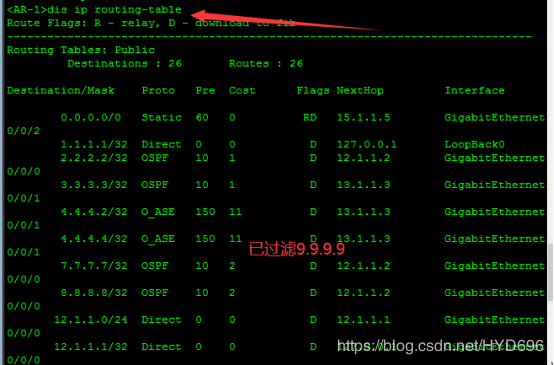 <AR-1>dis ip routing-table
Route Flags: R - relay, D - download to fib
------------------------------------------------------------------------------
Routing Tables: Public
Destinations : 26 Routes : 26
Destination/Mask Proto Pre Cost Flags NextHop Interface
0.0.0.0/0 Static 60 0 RD 15.1.1.5 GigabitEthernet
0/0/2
1.1.1.1/32 Direct 0 0 D 127.0.0.1 LoopBack0
2.2.2.2/32 OSPF 10 1 D 12.1.1.2 GigabitEthernet
0/0/0
3.3.3.3/32 OSPF 10 1 D 13.1.1.3 GigabitEthernet
0/0/1
4.4.4.2/32 O_ASE 150 11 D 13.1.1.3 GigabitEthernet
0/0/1
4.4.4.4/32 O_ASE 150 11 D 13.1.1.3 GigabitEthernet
已过滤9.9.9.9
0/0/1
7.7.7.7/32 OSPF 10 2 D 12.1.1.2 GigabitEthernet
0/0/0
8.8.8.8/32 OSPF 10 2 D 12.1.1.2 GigabitEthernet
0/0/0
12.1.1.0/24 Direct 0 0 D 12.1.1.1 GigabitEthernet
0/0/0
12.1.1.1/32 Direct 0 0 D
https://blog.csdn.net/HYD696
0/0/0